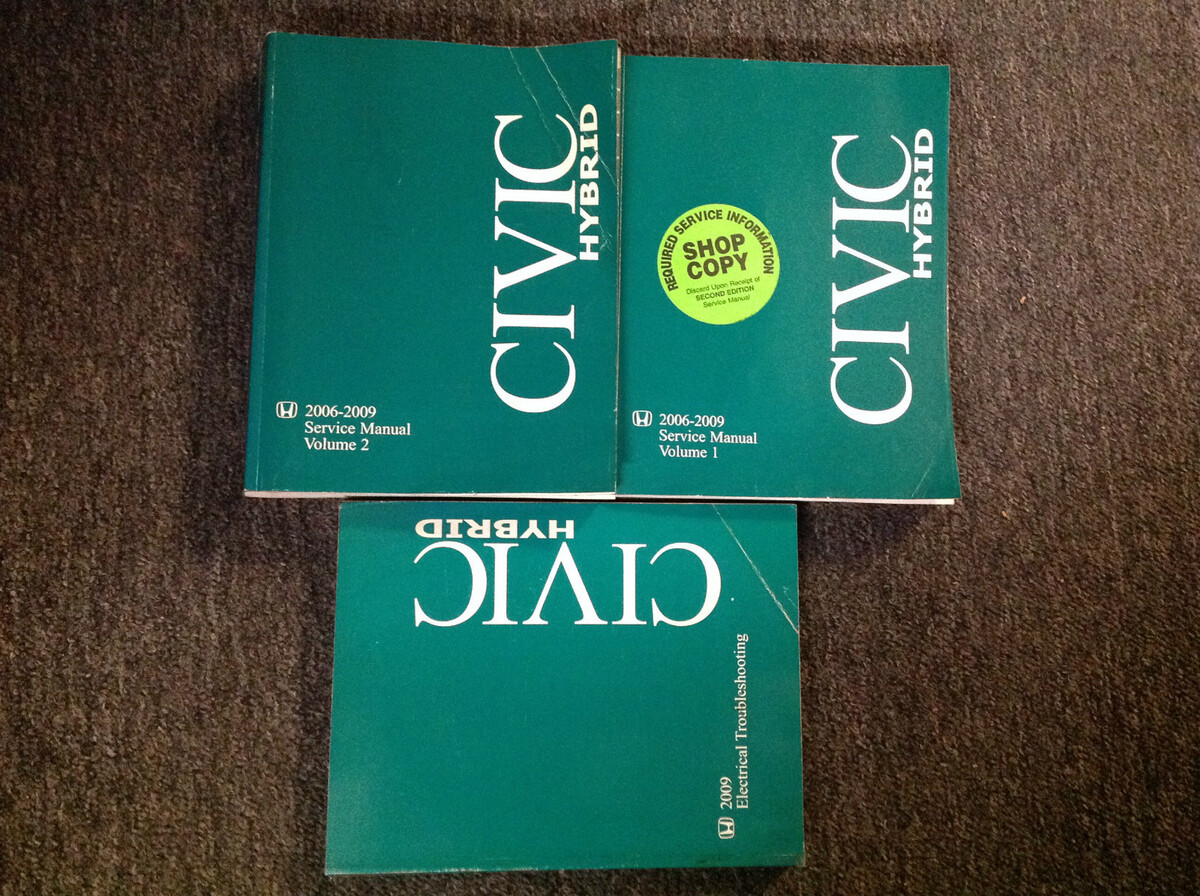 CIVIC
HYBRID
2006-2009
Service Manual
Volume 2
CIVIC
HYBRID
REQUIRED SERVICE INFORMATION
SHOP
COPY
Discard Upon Receipt of
SECOND EDITION
Service Manual
2006-2009
Service Manual
Volume 1
CIVIC
HYBRID
2009
Electrical Troubleshooting